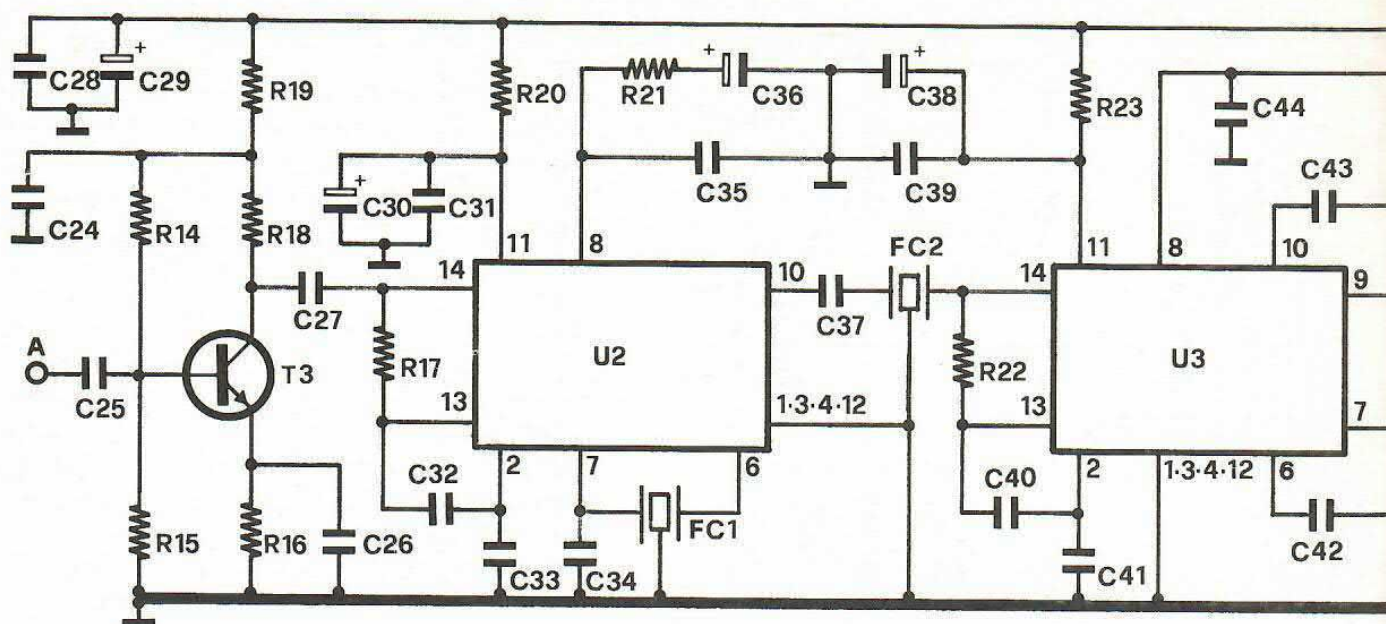 +
+
C28
C29
R19
R20
R21
C36
C38
R23
C44
C24
R14
R18
+
C30
C31
C35
C39
C43
11
8
11
8
10
14
10
FC2
14
9
C27
C37
A
C25
T3
R17
U2
R22
U3
13
1·3·4·12
13
7
2
7
6
2
1·3·4·12
6
C32
C40
FC1
R15
R16
C26
C33
C34
C41
C42
+